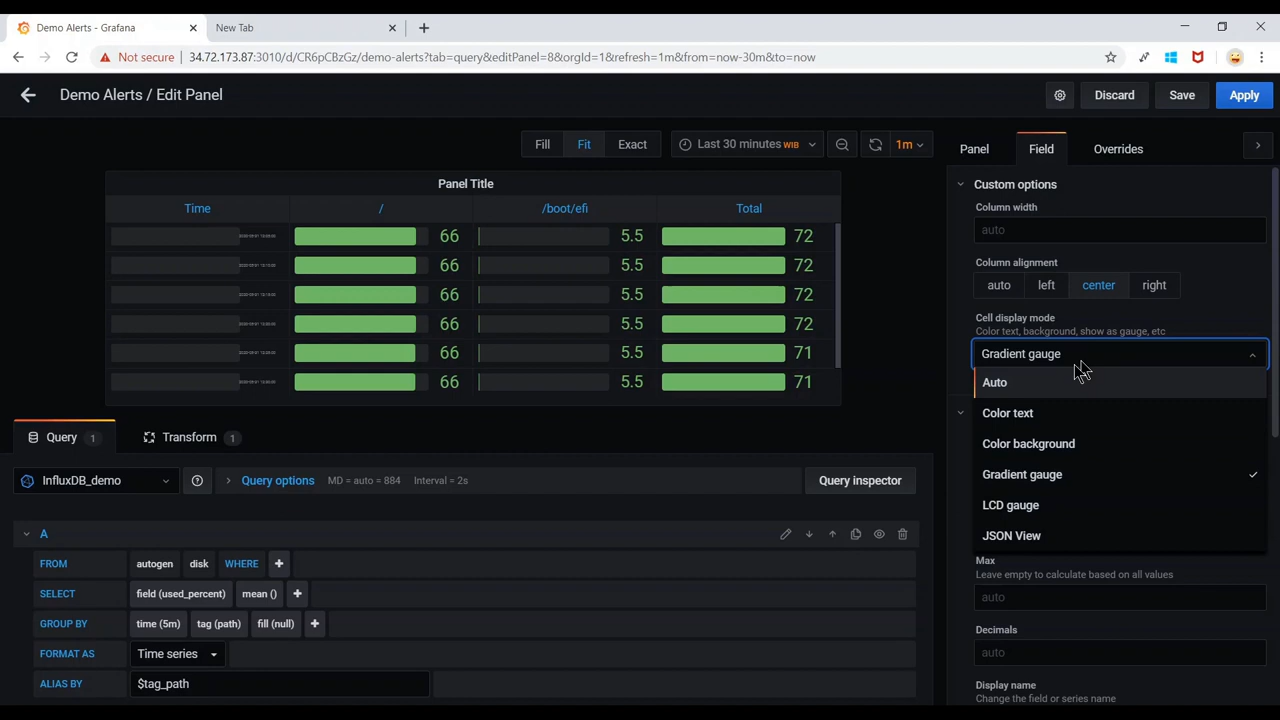 Demo Alerts - Grafana
New Tab
Not secure 34.72.173.87:3010/d/CR6pCBzGz/demo-alerts?tab=query&editPanel=8&orgId=1&refresh=1m&from=now-30m&to=now
Demo Alerts / Edit Panel
Discard Save Apply
Fill Fit Exact Last 30 minutes WIB 1m
Panel Field Overrides
Panel Title
Time / /boot/efi Total
66 5.5 72
66 5.5 72
66 5.5 72
66 5.5 72
66 5.5 71
66 5.5 71
Custom options
Column width
auto
Column alignment
auto left center right
Cell display mode
Color text, background, show as gauge, etc
Gradient gauge
Auto
Color text
Color background
Gradient gauge
LCD gauge
JSON View
Max
Leave empty to calculate based on all values
auto
Decimals
auto
Display name
Change the field or series name
Query 1 Transform 1
InfluxDB_demo Query options MD = auto = 884 Interval = 2s Query inspector
A
FROM autogen disk WHERE +
SELECT field (used_percent) mean () +
GROUP BY time (5m) tag (path) fill (null) +
FORMAT AS Time series
ALIAS BY $tag_path